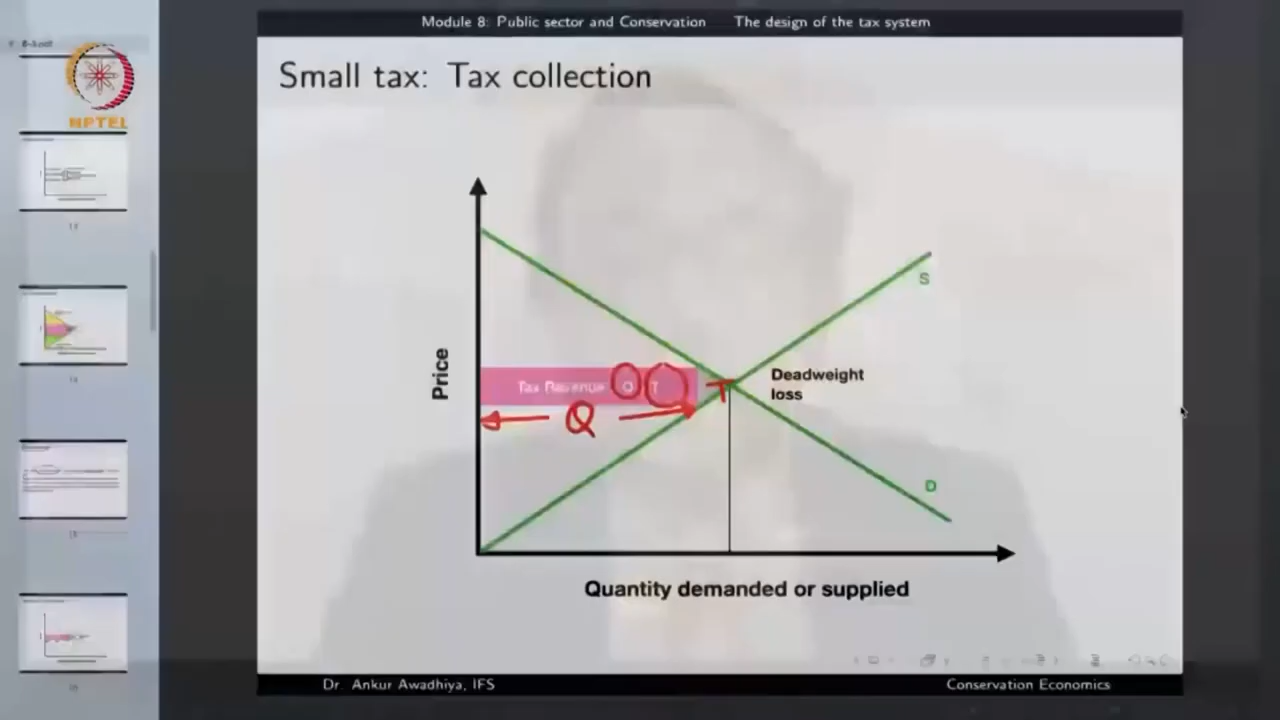 Module 8: Public sector and Conservation The design of the tax system
NPTEL
Small tax: Tax collection
S
Price
Tax Revenue Q T
T
Deadweight
loss
Q
D
Quantity demanded or supplied
Dr. Ankur Awadhiya, IFS
Conservation Economics